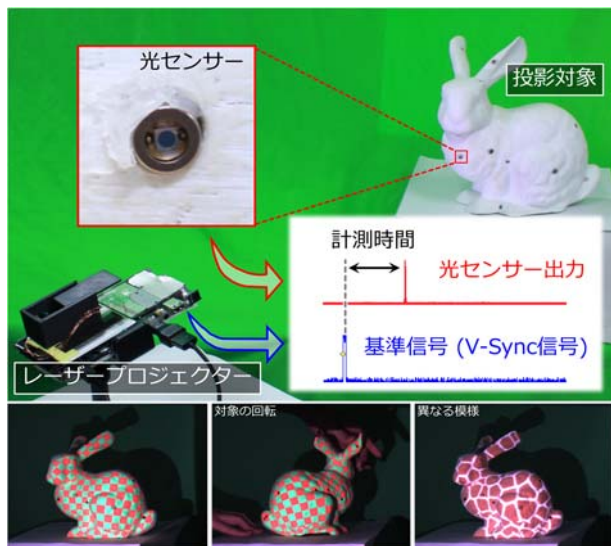 光センサー
投影対象
計測時間
光センサー出力
基準信号 (V-Sync信号)
レーザープロジェクター
対象の回転
異なる模様